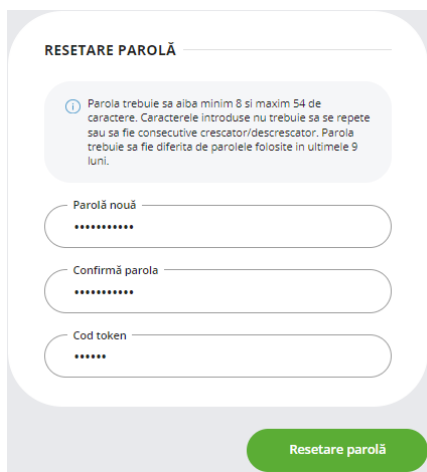 RESETARE PAROLĂ
Parola trebuie sa aiba minim 8 si maxim 54 de
caractere. Caracterele introduse nu trebuie sa se repete
sau sa fie consecutive crescator/descrescator. Parola
trebuie sa fie diferita de parolele folosite in ultimele 9
luni.
Parolă nouă
•••••••••••
Confirmă parola
•••••••••••
Cod token
••••••
Resetare parolă